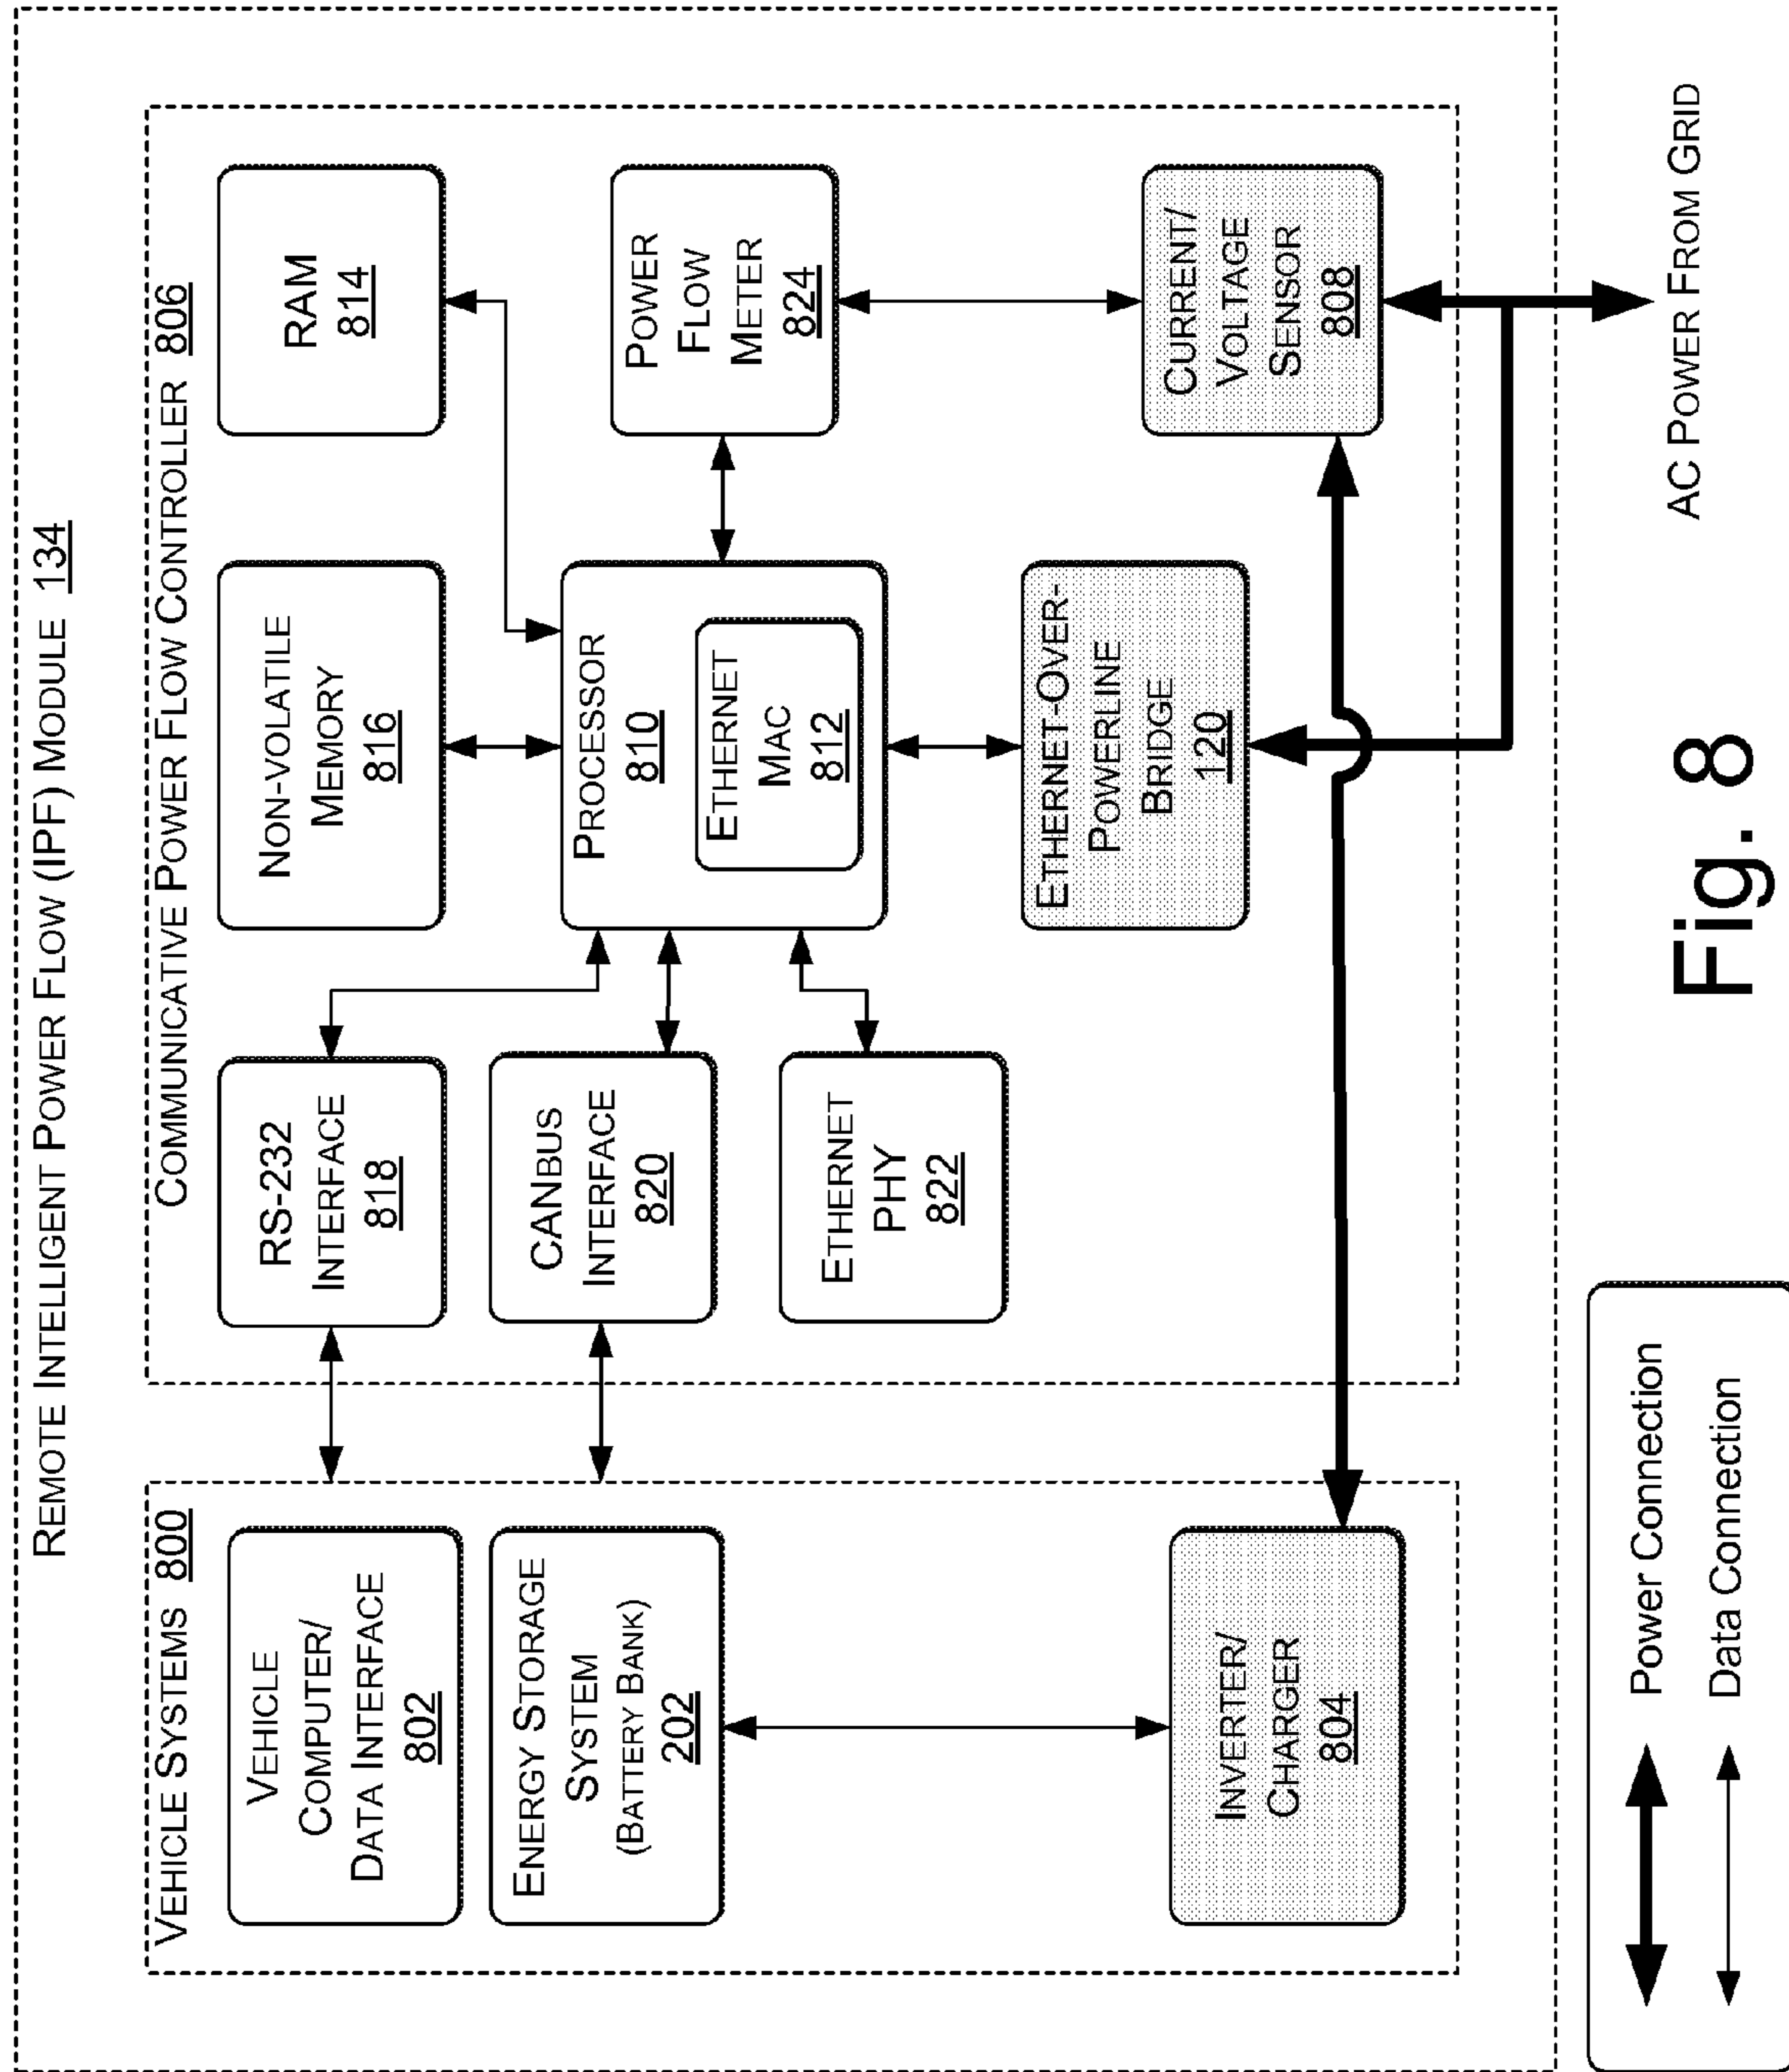 REMOTE INTELLIGENT POWER FLOW (IPF) MODULE 134
VEHICLE SYSTEMS 800
VEHICLE
COMPUTER/
DATA INTERFACE
802
ENERGY STORAGE
SYSTEM
(BATTERY BANK)
202
INVERTER/
CHARGER
804
COMMUNICATIVE POWER FLOW CONTROLLER 806
RS-232
INTERFACE
818
CANBUS
INTERFACE
820
ETHERNET
PHY
822
NON-VOLATILE
MEMORY
816
PROCESSOR
810
ETHERNET
MAC
812
ETHERNET-OVER-
POWERLINE
BRIDGE
120
RAM
814
POWER
FLOW
METER
824
CURRENT/
VOLTAGE
SENSOR
808
AC POWER FROM GRID
Power Connection
Data Connection
Fig. 8